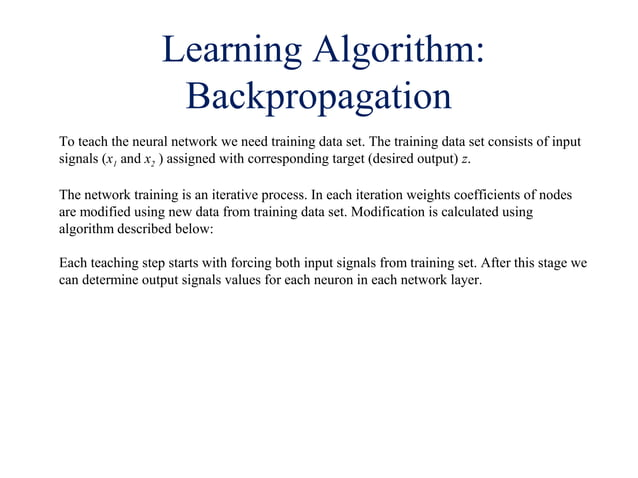 Learning Algorithm:
Backpropagation
To teach the neural network we need training data set. The training data set consists of input
signals (x₁ and x₂ ) assigned with corresponding target (desired output) z.
The network training is an iterative process. In each iteration weights coefficients of nodes
are modified using new data from training data set. Modification is calculated using
algorithm described below:
Each teaching step starts with forcing both input signals from training set. After this stage we
can determine output signals values for each neuron in each network layer.